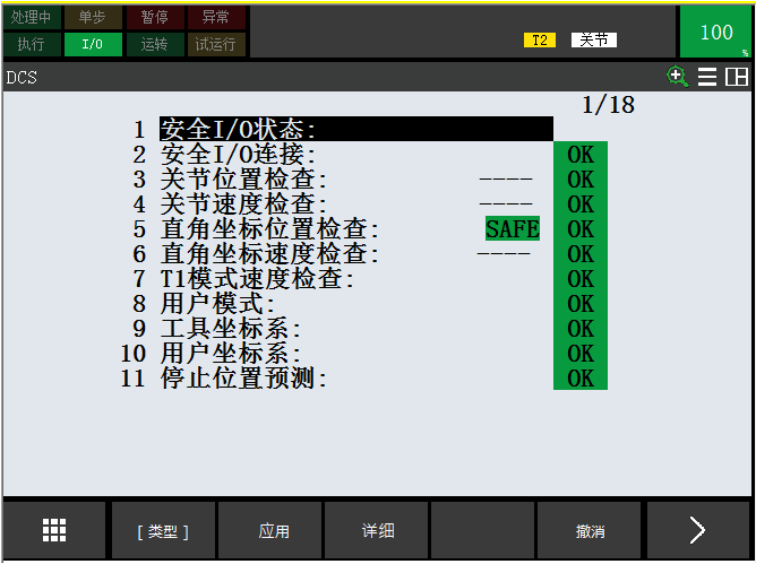 处理中 单步 暂停 异常
执行 I/O 运转 试运行 T2 关节 100 %
DCS
1/18
1 安全I/O状态:
2 安全I/O连接: OK
3 关节位置检查: ---- OK
4 关节速度检查: ---- OK
5 直角坐标位置检查: SAFE OK
6 直角坐标速度检查: ---- OK
7 T1模式速度检查: OK
8 用户模式: OK
9 工具坐标系: OK
10 用户坐标系: OK
11 停止位置预测: OK
[ 类型 ] 应用 详细 撤消